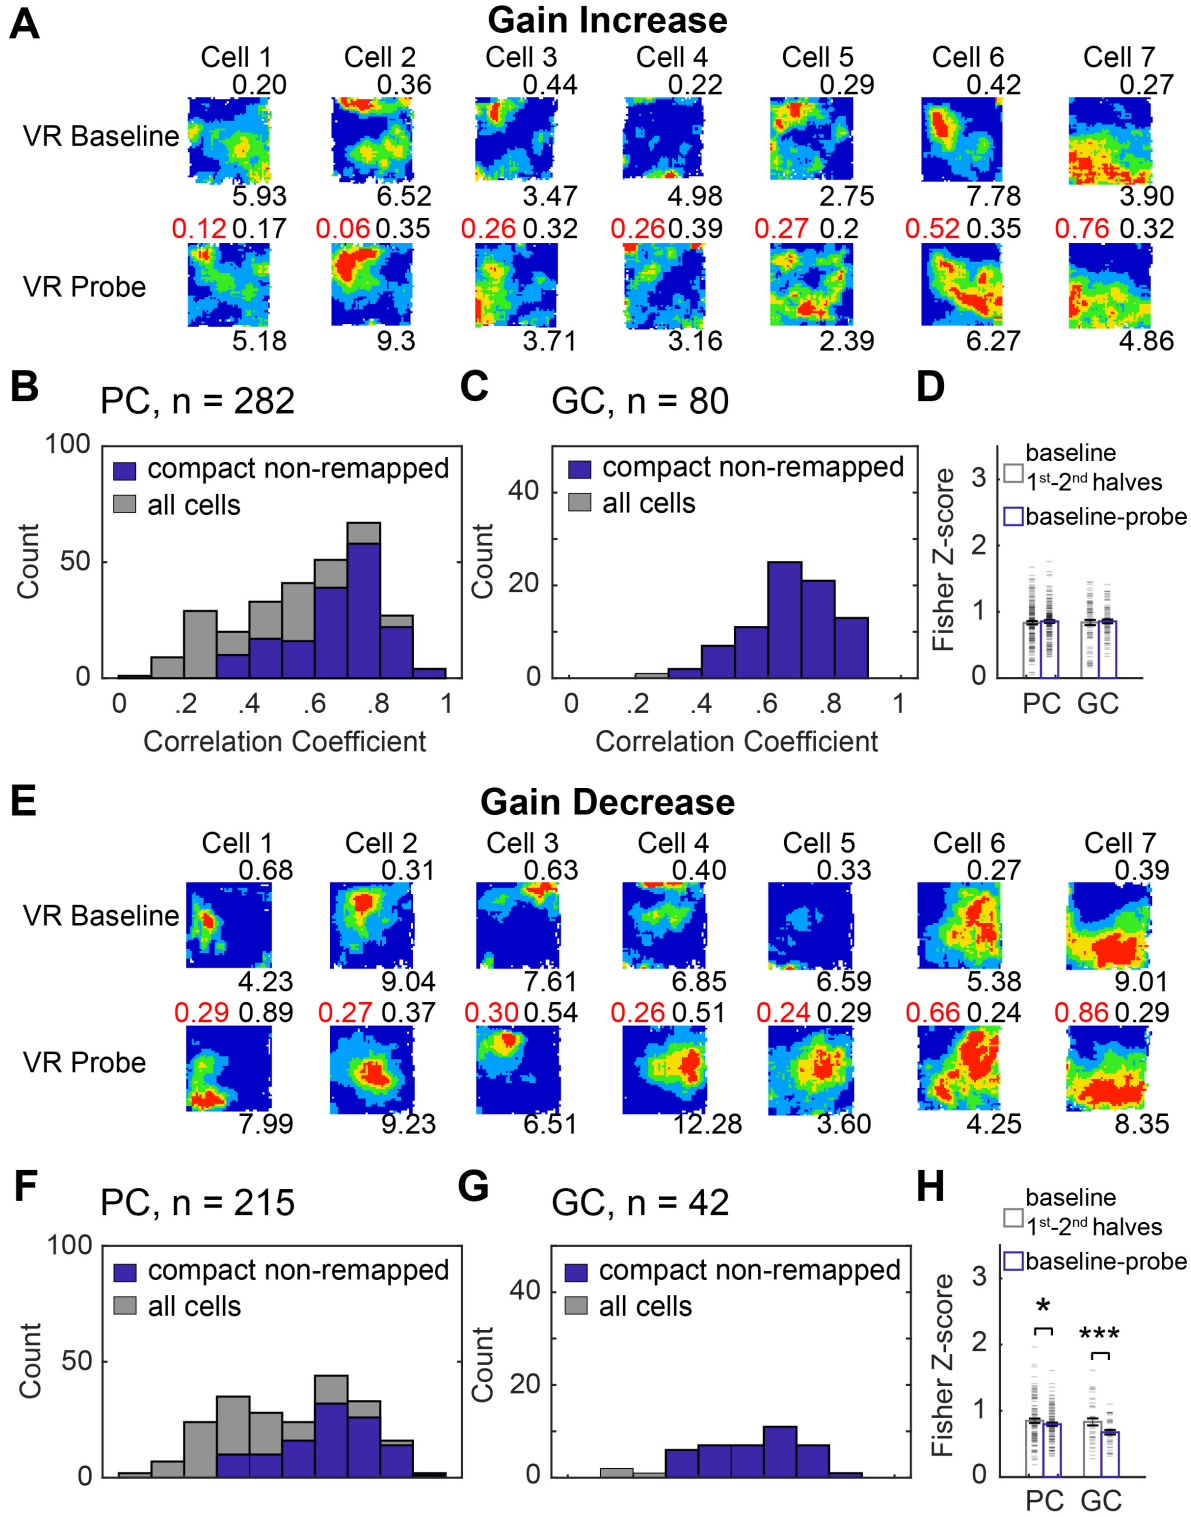 A
Gain Increase
Cell 1 Cell 2 Cell 3 Cell 4 Cell 5 Cell 6 Cell 7
0.20 0.36 0.44 0.22 0.29 0.42 0.27
VR Baseline
5.93 6.52 3.47 4.98 2.75 7.78 3.90
0.12 0.17 0.06 0.35 0.26 0.32 0.26 0.39 0.27 0.2 0.52 0.35 0.76 0.32
VR Probe
5.18 9.3 3.71 3.16 2.39 6.27 4.86
B
PC, n = 282
100
50
0
Count
compact non-remapped
all cells
0 .2 .4 .6 .8 1
Correlation Coefficient
C
GC, n = 80
40
20
0
Count
compact non-remapped
all cells
0 .2 .4 .6 .8 1
Correlation Coefficient
D
baseline
1st-2nd halves
baseline-probe
3
2
1
0
Fisher Z-score
PC GC
E
Gain Decrease
Cell 1 Cell 2 Cell 3 Cell 4 Cell 5 Cell 6 Cell 7
0.68 0.31 0.63 0.40 0.33 0.27 0.39
VR Baseline
4.23 9.04 7.61 6.85 6.59 5.38 9.01
0.29 0.89 0.27 0.37 0.30 0.54 0.26 0.51 0.24 0.29 0.66 0.24 0.86 0.29
VR Probe
7.99 9.23 6.51 12.28 3.60 4.25 8.35
F
PC, n = 215
100
50
0
Count
compact non-remapped
all cells
G
GC, n = 42
40
20
0
Count
compact non-remapped
all cells
H
baseline
1st-2nd halves
baseline-probe
3
2
1
0
Fisher Z-score
*
***
PC GC